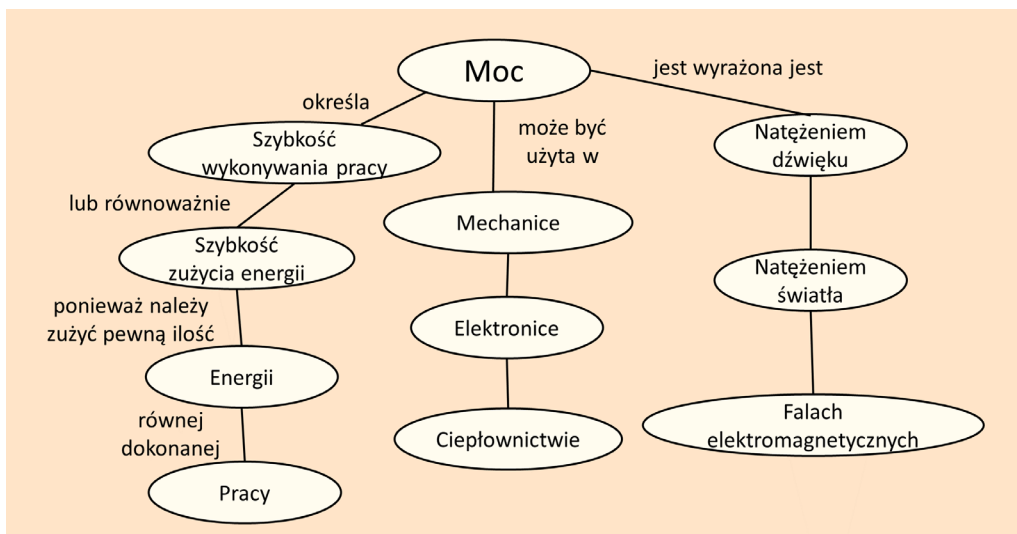 Moc
jest wyrażona jest
określa
Szybkość
wykonywania pracy
może być
użyta w
Natężeniem
dźwięku
lub równoważnie
Mechanice
Szybkość
zużycia energii
Natężeniem
światła
ponieważ należy
zużyć pewną ilość
Elektronice
Energii
równej
dokonanej
Ciepłownictwie
Falach
elektromagnetycznych
Pracy